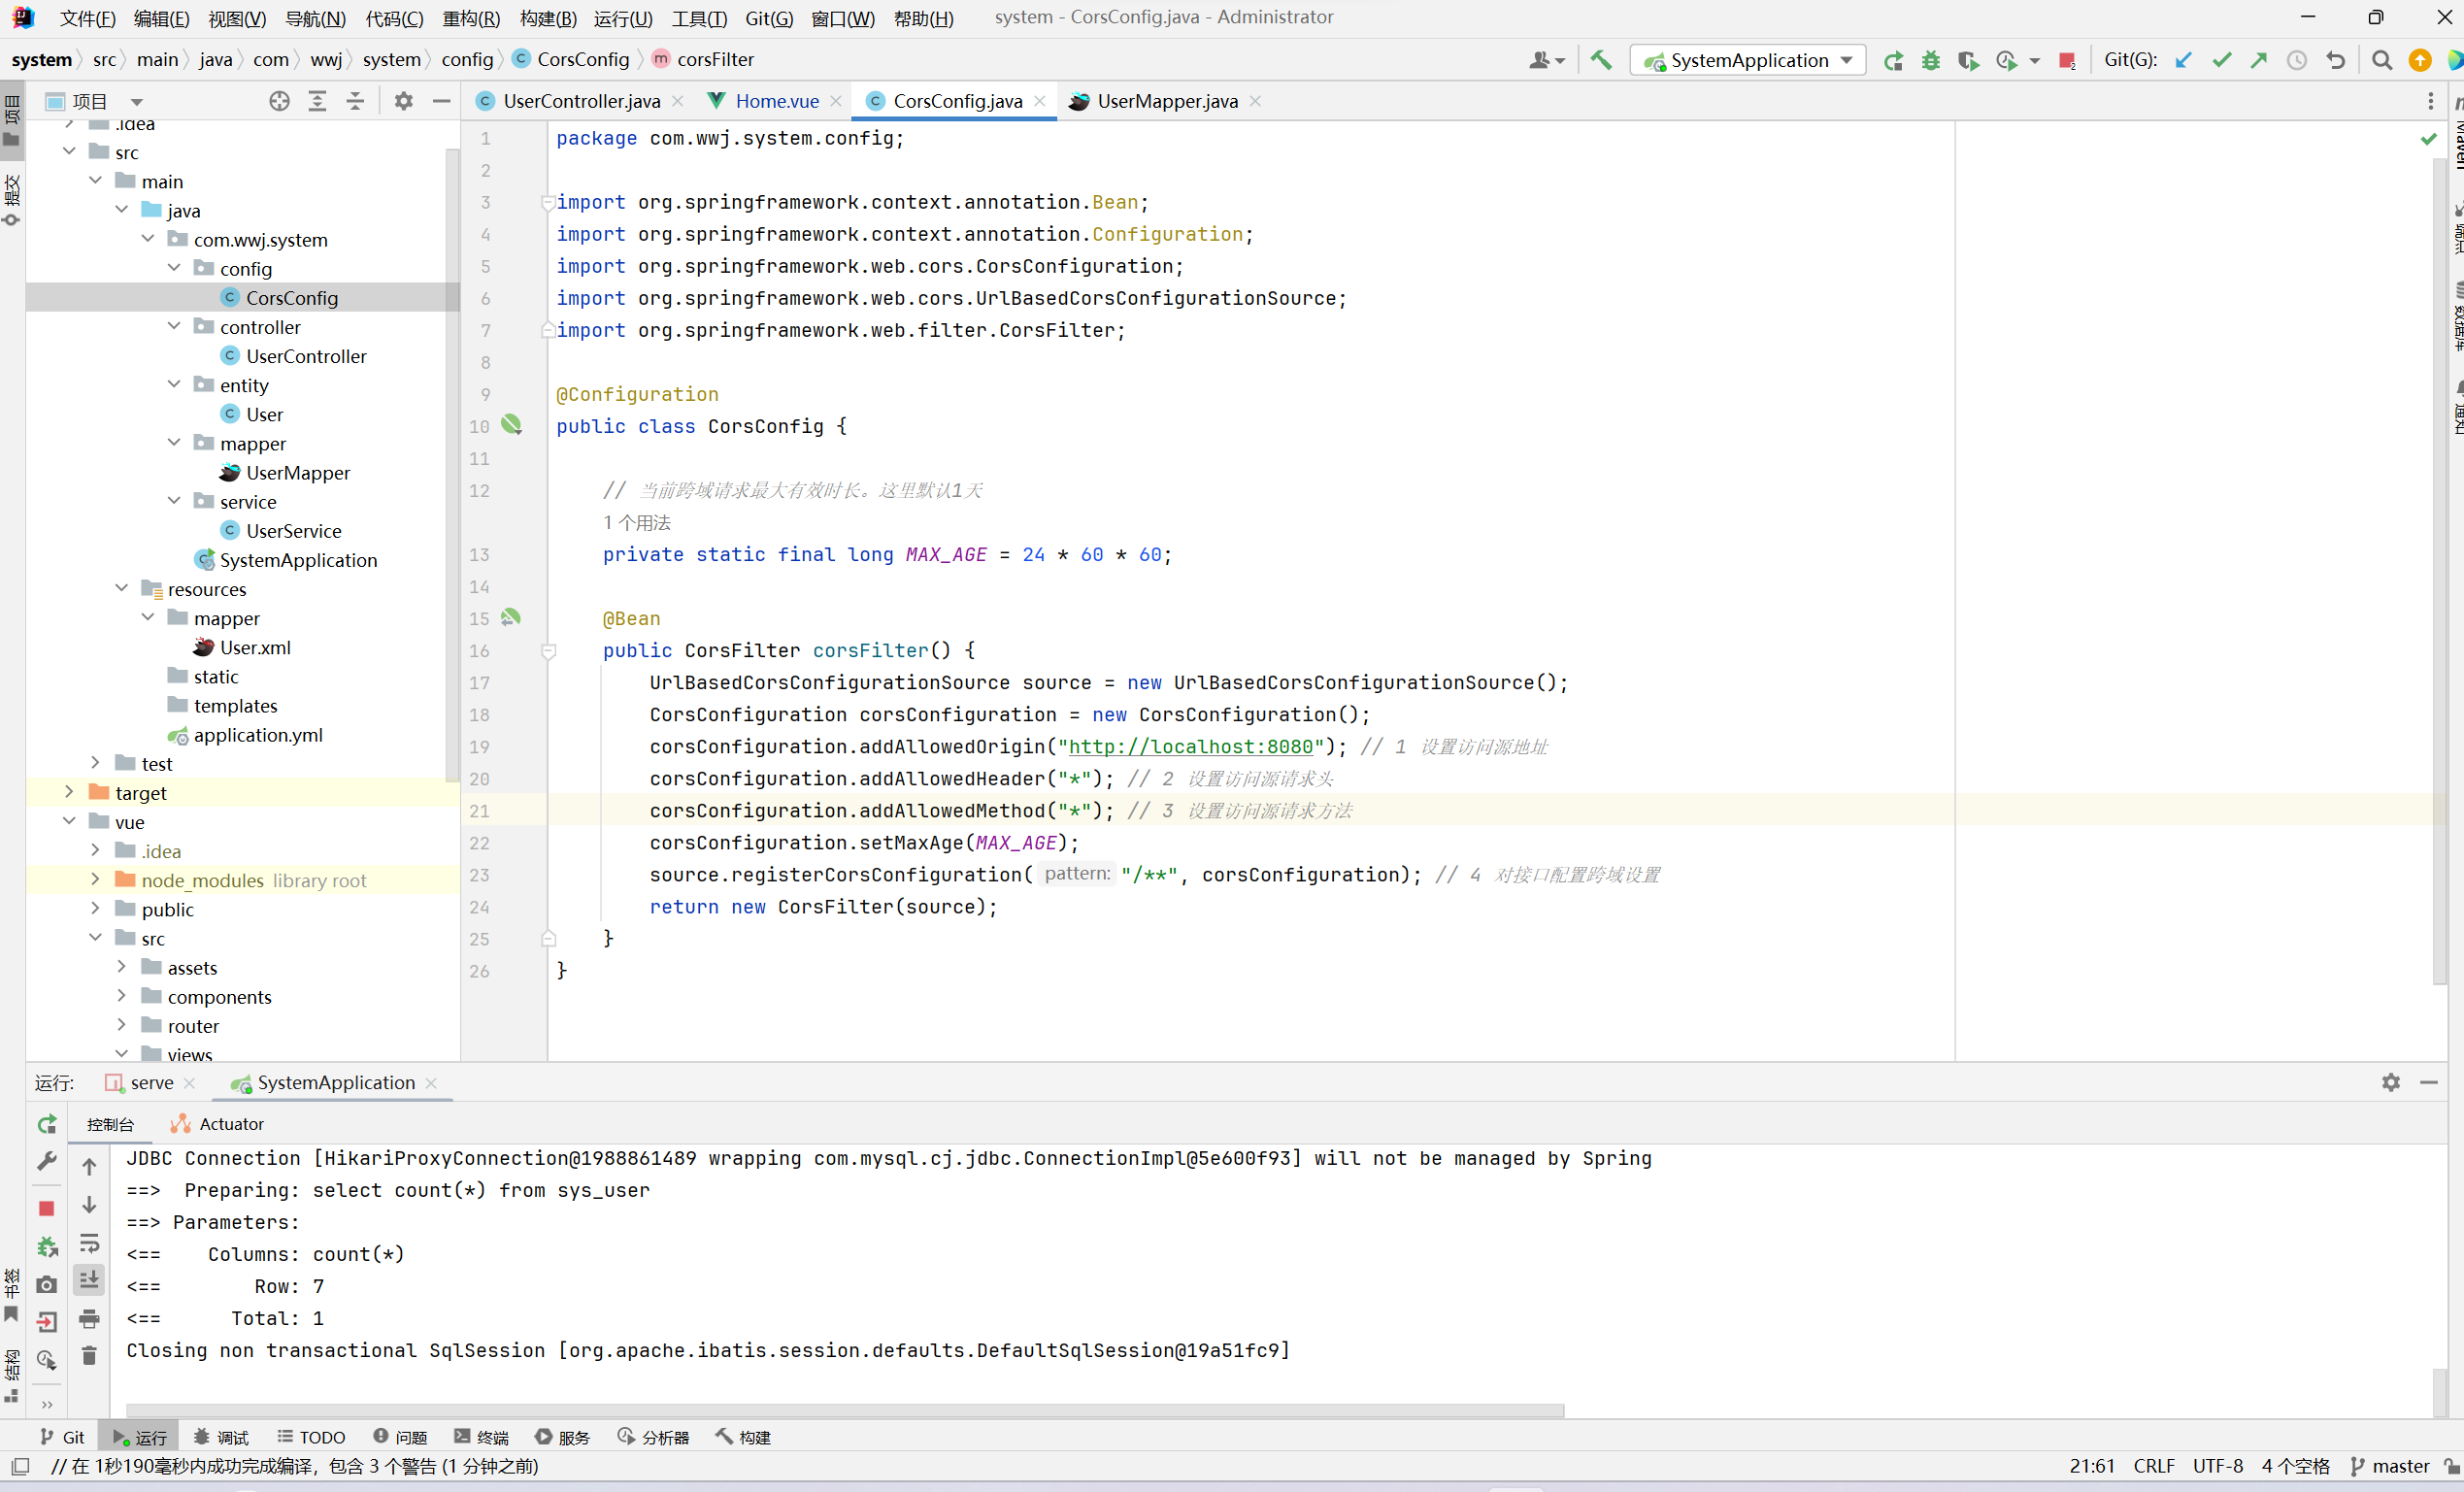 文件(F) 编辑(E) 视图(V) 导航(N) 代码(C) 重构(R) 构建(B) 运行(U) 工具(T) Git(G) 窗口(W) 帮助(H) system - CorsConfig.java - Administrator
system src main java com wwj system config CorsConfig corsFilter
SystemApplication Git(G):
项目
UserController.java Home.vue CorsConfig.java UserMapper.java
项目
提交
书签
结构
Maven
数据库
通知
.idea
src
main
java
com.wwj.system
config
CorsConfig
controller
UserController
entity
User
mapper
UserMapper
service
UserService
SystemApplication
resources
mapper
User.xml
static
templates
application.yml
test
target
vue
.idea
node_modules library root
public
src
assets
components
router
views
1 package com.wwj.system.config;
2
3 import org.springframework.context.annotation.Bean;
4 import org.springframework.context.annotation.Configuration;
5 import org.springframework.web.cors.CorsConfiguration;
6 import org.springframework.web.cors.UrlBasedCorsConfigurationSource;
7 import org.springframework.web.filter.CorsFilter;
8
9 @Configuration
10 public class CorsConfig {
11
12 // 当前跨域请求最大有效时长。这里默认1天
1 个用法
13 private static final long MAX_AGE = 24 * 60 * 60;
14
15 @Bean
16 public CorsFilter corsFilter() {
17 UrlBasedCorsConfigurationSource source = new UrlBasedCorsConfigurationSource();
18 CorsConfiguration corsConfiguration = new CorsConfiguration();
19 corsConfiguration.addAllowedOrigin("http://localhost:8080"); // 1 设置访问源地址
20 corsConfiguration.addAllowedHeader("*"); // 2 设置访问源请求头
21 corsConfiguration.addAllowedMethod("*"); // 3 设置访问源请求方法
22 corsConfiguration.setMaxAge(MAX_AGE);
23 source.registerCorsConfiguration( pattern: "/**", corsConfiguration); // 4 对接口配置跨域设置
24 return new CorsFilter(source);
25 }
26 }
运行: serve SystemApplication
控制台 Actuator
JDBC Connection [HikariProxyConnection@1988861489 wrapping com.mysql.cj.jdbc.ConnectionImpl@5e600f93] will not be managed by Spring
==>  Preparing: select count(*) from sys_user
==> Parameters:
<==    Columns: count(*)
<==        Row: 7
<==      Total: 1
Closing non transactional SqlSession [org.apache.ibatis.session.defaults.DefaultSqlSession@19a51fc9]
Git 运行 调试 TODO 问题 终端 服务 分析器 构建
// 在 1秒190毫秒内成功完成编译，包含 3 个警告 (1 分钟之前) 21:61 CRLF UTF-8 4 个空格 master